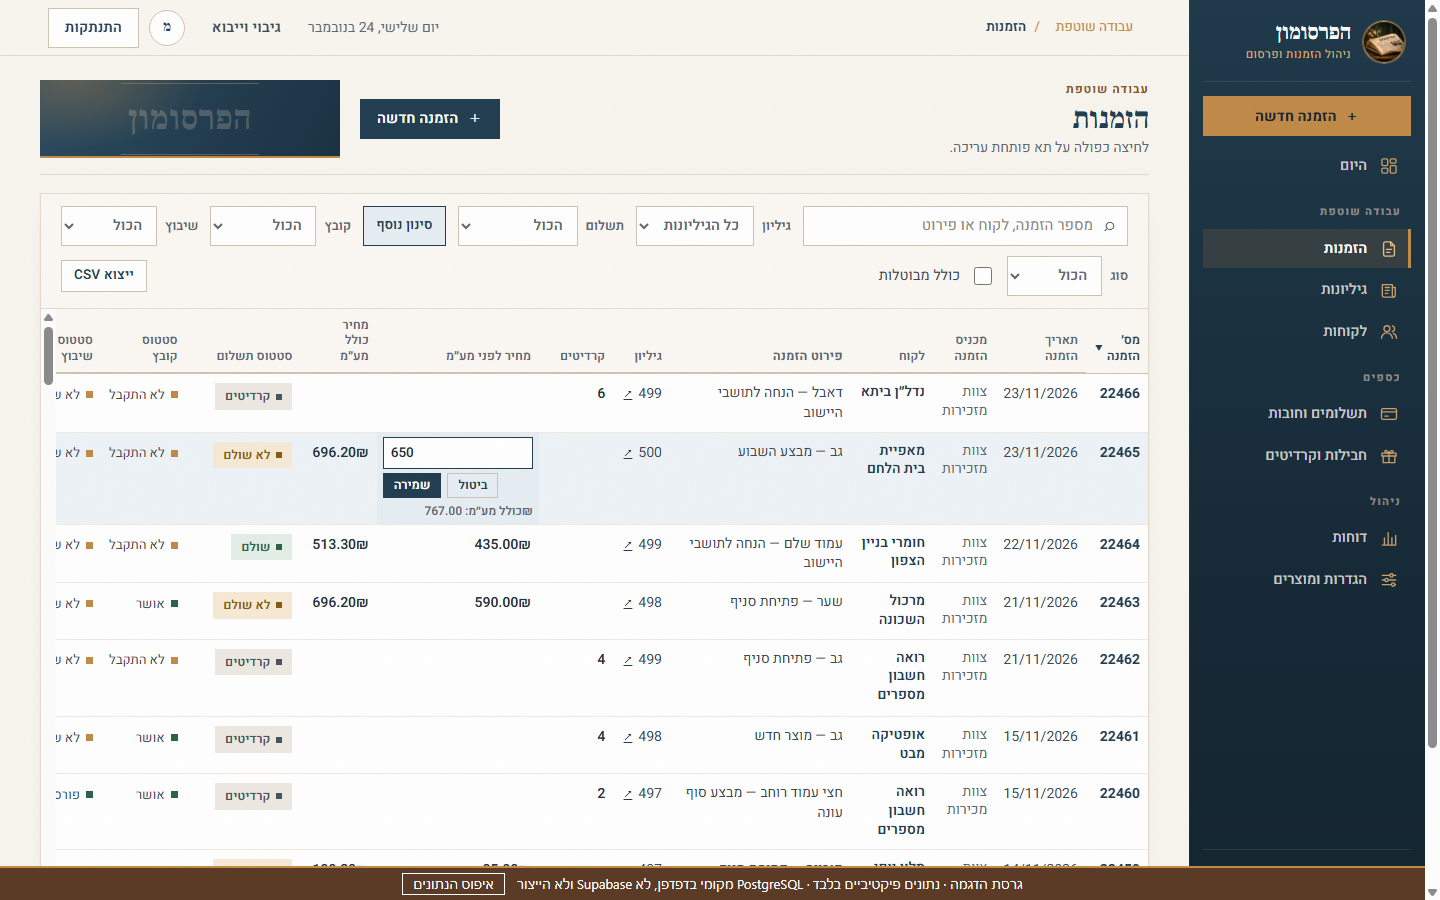 הפרסומון
ניהול הזמנות ופרסום
+ הזמנה חדשה
היום
עבודה שוטפת
הזמנות
גיליונות
לקוחות
כספים
תשלומים וחובות
חבילות וקרדיטים
ניהול
דוחות
הגדרות ומוצרים
עבודה שוטפת / הזמנות
יום שלישי, 24 בנובמבר
גיבוי וייבוא
מ
התנתקות
עבודה שוטפת
הזמנות
לחיצה כפולה על תא פותחת עריכה.
+ הזמנה חדשה
הפרסומון
מספר הזמנה, לקוח או פירוט
גיליון כל הגיליונות
תשלום הכול
סינון נוסף
קובץ הכול
שיבוץ הכול
סוג הכול
כולל מבוטלות
ייצוא CSV
מס' הזמנה ▼ תאריך הזמנה מכניס הזמנה לקוח פירוט הזמנה גיליון קרדיטים מחיר לפני מע״מ מחיר כולל מע״מ סטטוס תשלום סטטוס קובץ סטטוס שיבוץ
22466 23/11/2026 צוות מזכירות נדל״ן ביתא דאבל — הנחה לתושבי היישוב 499 ↗ 6 קרדיטים לא התקבל לא
22465 23/11/2026 צוות מזכירות מאפיית בית הלחם גב — מבצע השבוע 500 ↗ 650 ₪696.20 לא שולם לא התקבל לא
ביטול שמירה
₪כולל מע״מ: 767.00
22464 22/11/2026 צוות מזכירות חומרי בניין הצפון עמוד שלם — הנחה לתושבי היישוב 499 ↗ ₪435.00 ₪513.30 שולם לא התקבל לא
22463 21/11/2026 צוות מזכירות מרכול השכונה שער — פתיחת סניף 498 ↗ ₪590.00 ₪696.20 לא שולם אושר לא
22462 21/11/2026 צוות מזכירות רואה חשבון מספרים גב — פתיחת סניף 499 ↗ 4 קרדיטים לא התקבל לא
22461 15/11/2026 צוות מזכירות אופטיקה מבט גב — מוצר חדש 498 ↗ 4 קרדיטים אושר לא
22460 15/11/2026 צוות מכירות רואה חשבון מספרים חצי עמוד רוחב — מבצע סוף עונה 497 ↗ 2 קרדיטים אושר
גרסת הדגמה · נתונים פיקטיביים בלבד · PostgreSQL מקומי בדפדפן, לא Supabase ולא הייצור
איפוס הנתונים